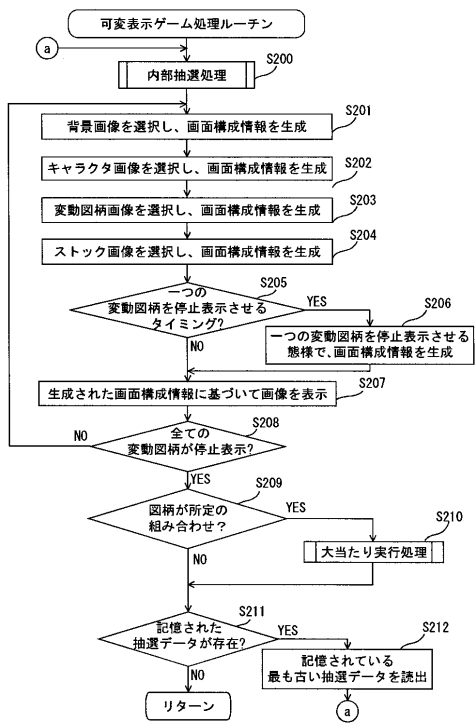 可変表示ゲーム処理ルーチン
a
S200
内部抽選処理
S201
背景画像を選択し、画面構成情報を生成
S202
キャラクタ画像を選択し、画面構成情報を生成
S203
変動図柄画像を選択し、画面構成情報を生成
S204
ストック画像を選択し、画面構成情報を生成
S205
一つの
変動図柄を停止表示させる
タイミング?
YES
NO
S206
一つの変動図柄を停止表示させる
態様で、画面構成情報を生成
S207
生成された画面構成情報に基づいて画像を表示
S208
全ての
変動図柄が停止表示?
NO
YES
S209
図柄が所定の
組み合わせ？
YES
NO
S210
大当たり実行処理
S211
記憶された
抽選データが存在?
YES
NO
S212
記憶されている
最も古い抽選データを読出
リターン
a